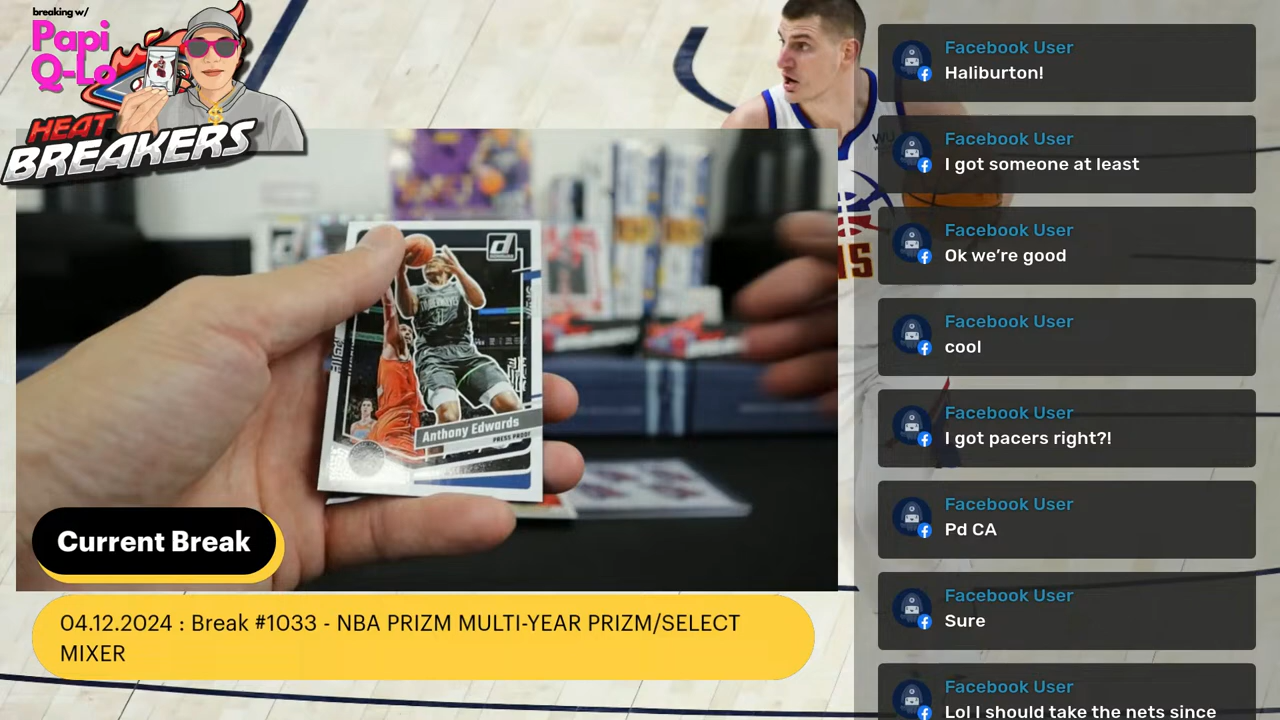 breaking w/
Papi
Q-Lo
HEAT
BREAKERS
d
Anthony Edwards
PRESS PROOF
Current Break
04.12.2024 : Break #1033 - NBA PRIZM MULTI-YEAR PRIZM/SELECT
MIXER
Facebook User
Haliburton!
Facebook User
I got someone at least
Facebook User
Ok we’re good
Facebook User
cool
Facebook User
I got pacers right?!
Facebook User
Pd CA
Facebook User
Sure
Facebook User
Lol I should take the nets since